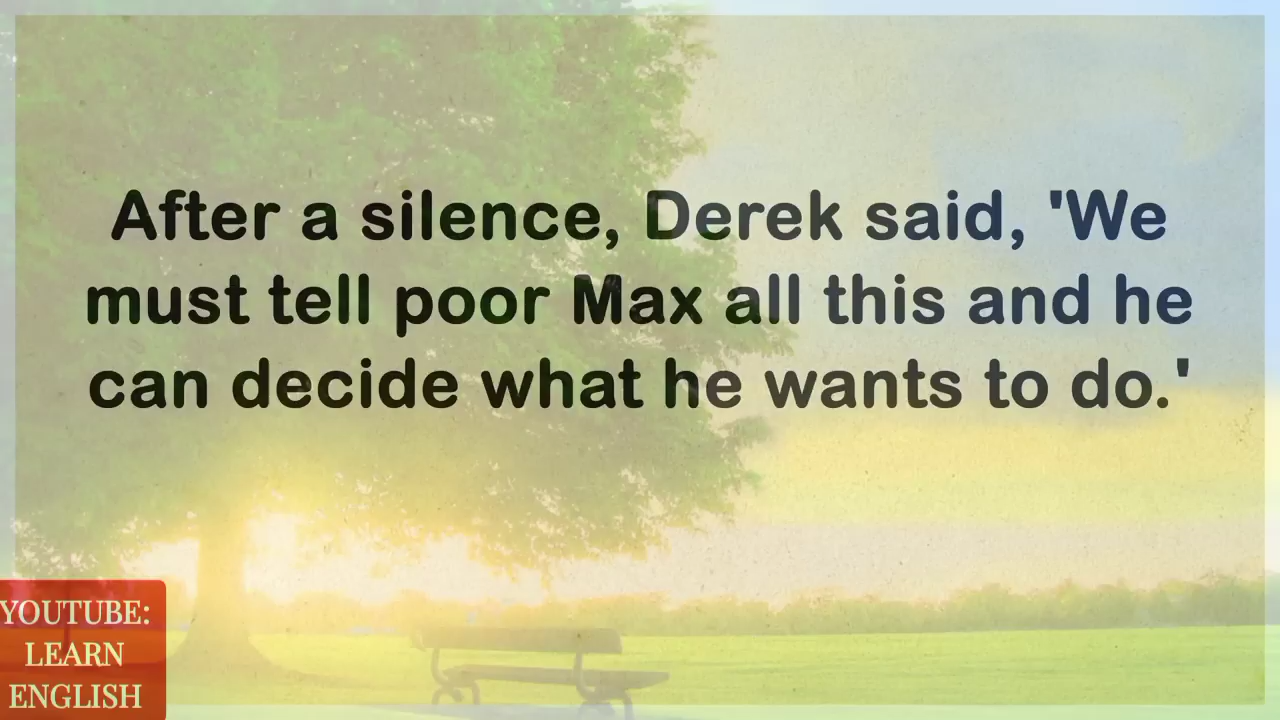 After a silence, Derek said, 'We
must tell poor Max all this and he
can decide what he wants to do.'
YOUTUBE:
LEARN
ENGLISH